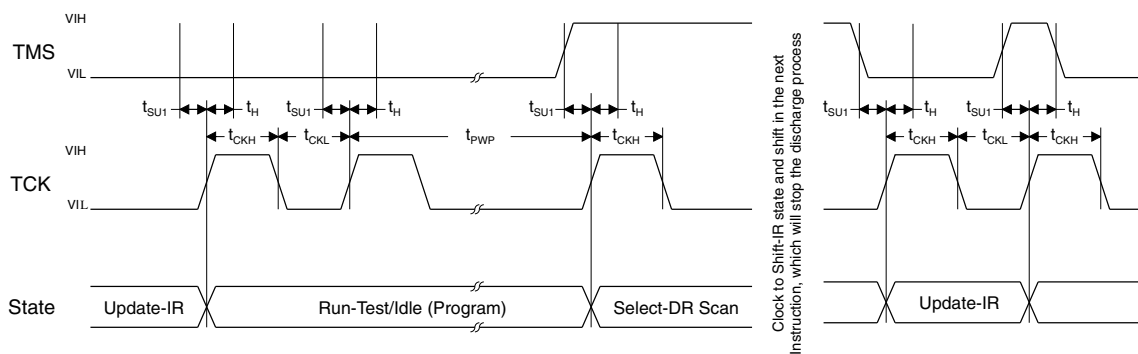 VIH
TMS
VIL
tSU1 tH tSU1 tH tSU1 tH tSU1 tH tSU1 tH
tCKH tCKL tPWP tCKH tCKH tCKL tCKH
VIH
TCK
VIL
State Update-IR Run-Test/Idle (Program) Select-DR Scan Update-IR
Clock to Shift-IR state and shift in the next
Instruction, which will stop the discharge process